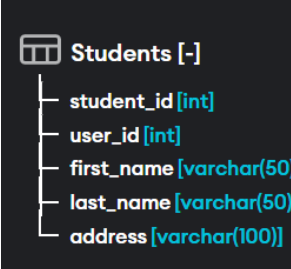 Students [-]
student_id [int]
user_id [int]
first_name [varchar(50)
last_name [varchar(50)
address [varchar(100)]